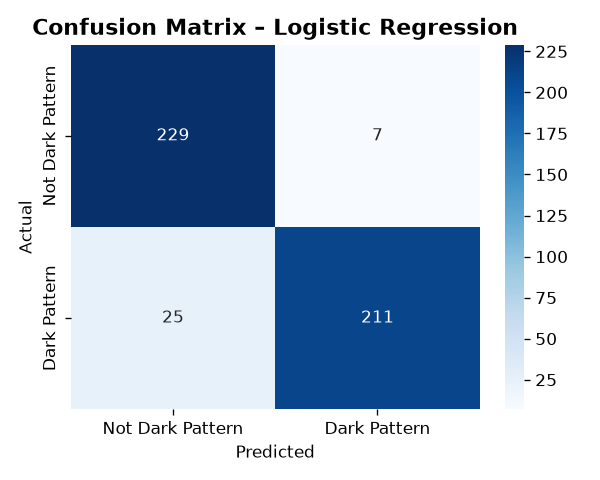 Confusion Matrix – Logistic Regression
Actual
Not Dark Pattern
Dark Pattern
229
7
25
211
Not Dark Pattern
Dark Pattern
Predicted
225
200
175
150
125
100
75
50
25